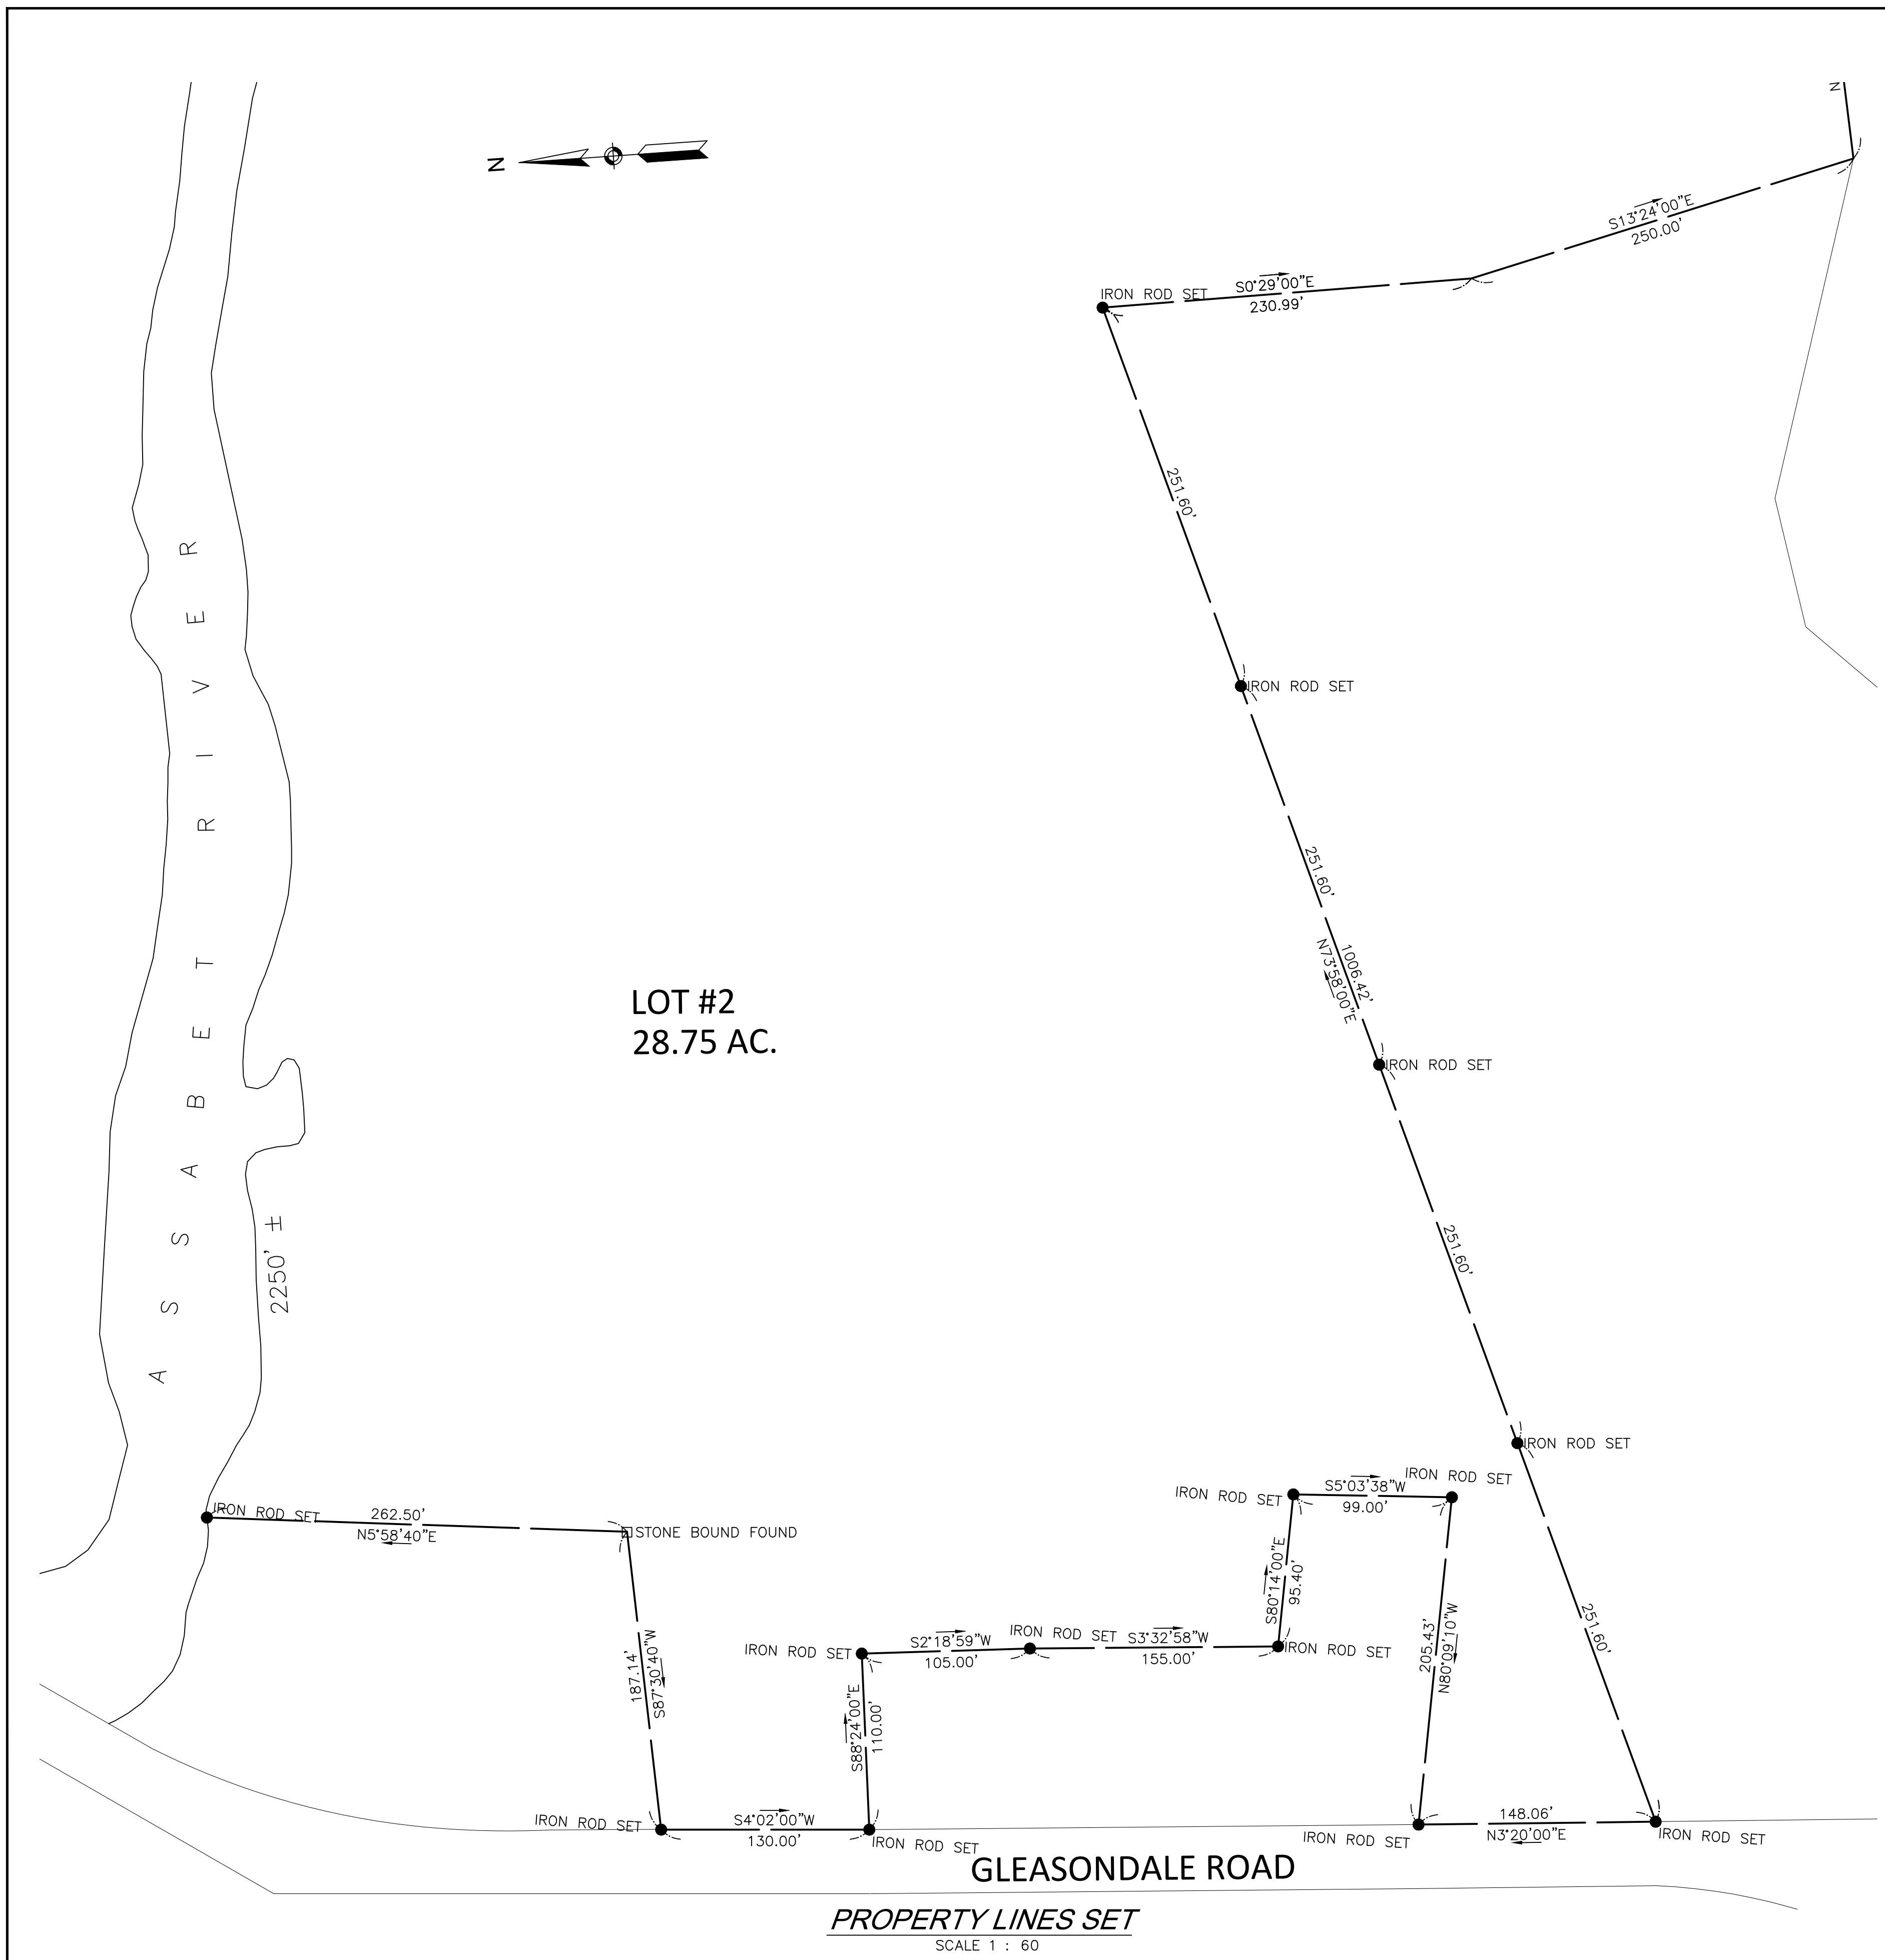 N
N
S13°24'00"E
250.00'
S0°29'00"E
230.99'
IRON ROD SET
251.60'
IRON ROD SET
251.60'
1006.42'
N73°58'00"E
IRON ROD SET
251.60'
IRON ROD SET
251.60'
IRON ROD SET
ASSABET RIVER
2250' ±
LOT #2
28.75 AC.
IRON ROD SET
262.50'
N5°58'40"E
STONE BOUND FOUND
187.14'
S87°30'40"W
IRON ROD SET
S4°02'00"W
130.00'
IRON ROD SET
S88°24'00"E
110.00'
IRON ROD SET
S2°18'59"W
105.00'
IRON ROD SET
S3°32'58"W
155.00'
IRON ROD SET
S80°14'00"E
95.40'
IRON ROD SET
S5°03'38"W
99.00'
IRON ROD SET
205.43'
N80°09'10"W
IRON ROD SET
148.06'
N3°20'00"E
GLEASONDALE ROAD
PROPERTY LINES SET
SCALE 1 : 60